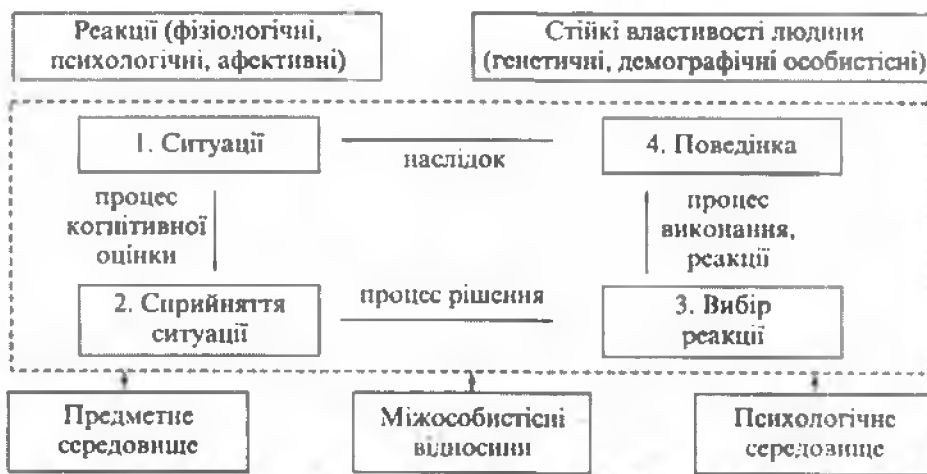 Реакції (фізіологічні,
психологічні, афективні)
Стійкі властивості людини
(генетичні, демографічні особистісні)
1. Ситуації
наслідок
4. Поведінка
процес
когнітивної
оцінки
процес
виконання,
реакції
2. Сприйняття
ситуації
процес рішення
3. Вибір
реакції
Предметне
середовище
Міжособистісні
відносини
Психологічне
середовище